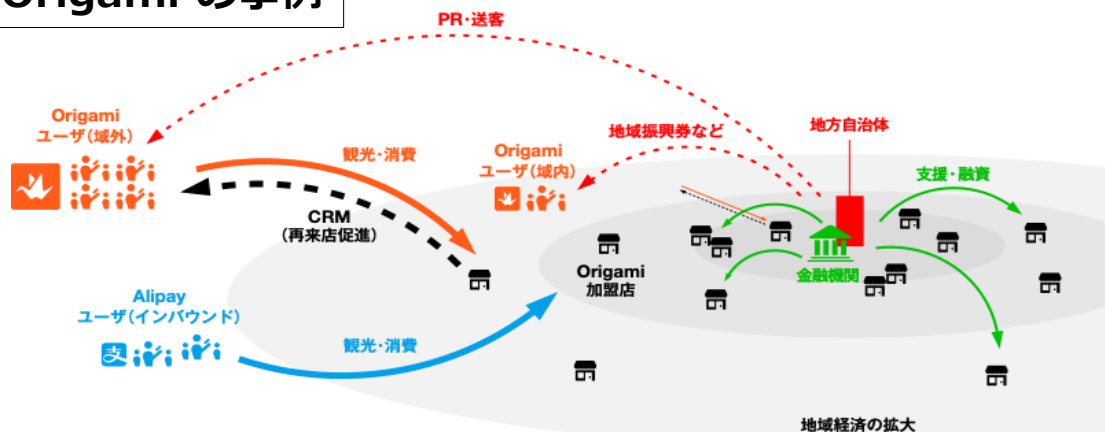 Origami の事例
PR・送客
Origami
ユーザ(域外)
観光・消費
CRM
(再来店促進)
Origami
ユーザ(域内)
地域振興券など
地方自治体
支援・融資
金融機関
Origami
加盟店
Alipay
ユーザ(インバウンド)
支
観光・消費
地域経済の拡大